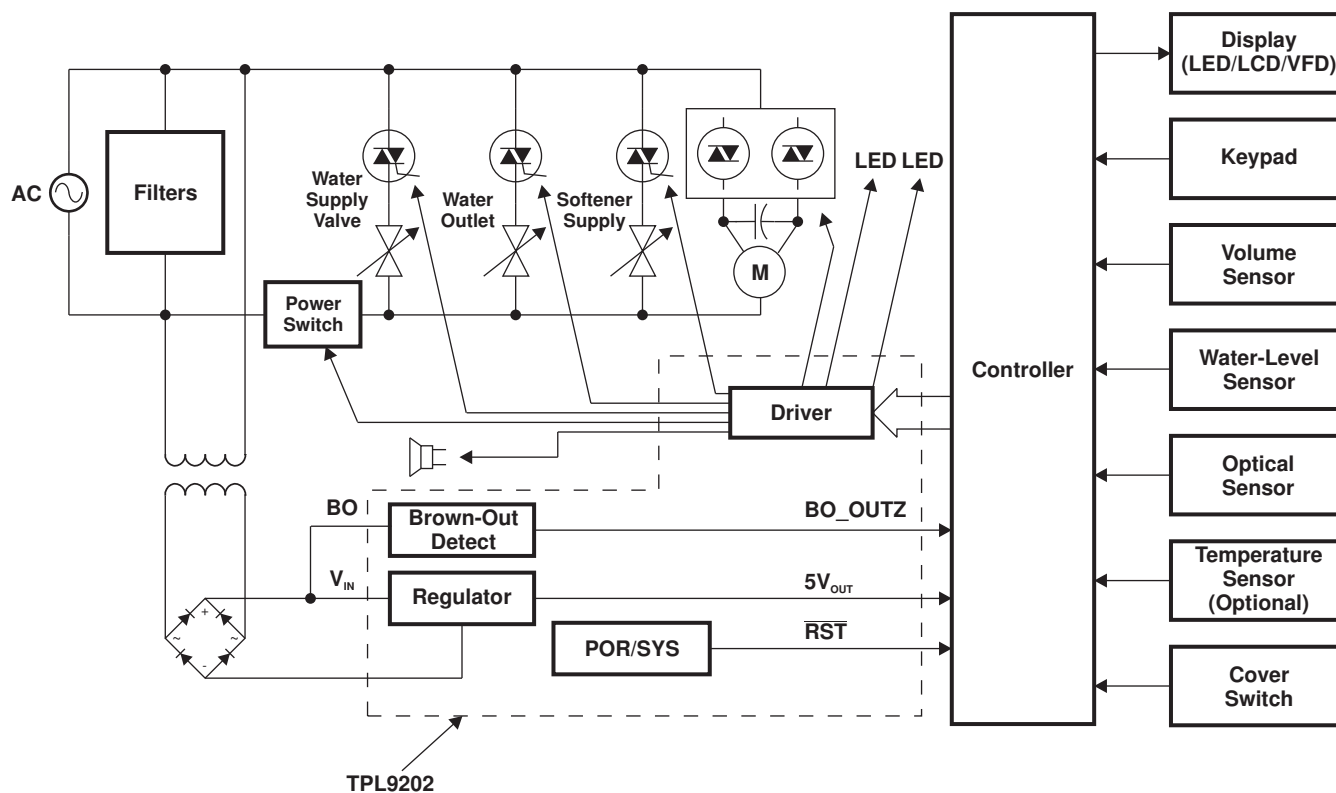 AC
Filters
Power
Switch
Water
Supply
Valve
Water
Outlet
Softener
Supply
M
LED LED
Driver
Controller
Display
(LED/LCD/VFD)
Keypad
Volume
Sensor
Water-Level
Sensor
Optical
Sensor
Temperature
Sensor
(Optional)
Cover
Switch
BO
Brown-Out
Detect
BO_OUTZ
VIN
Regulator
5VOUT
POR/SYS
RST
+
~ ~
-
TPL9202